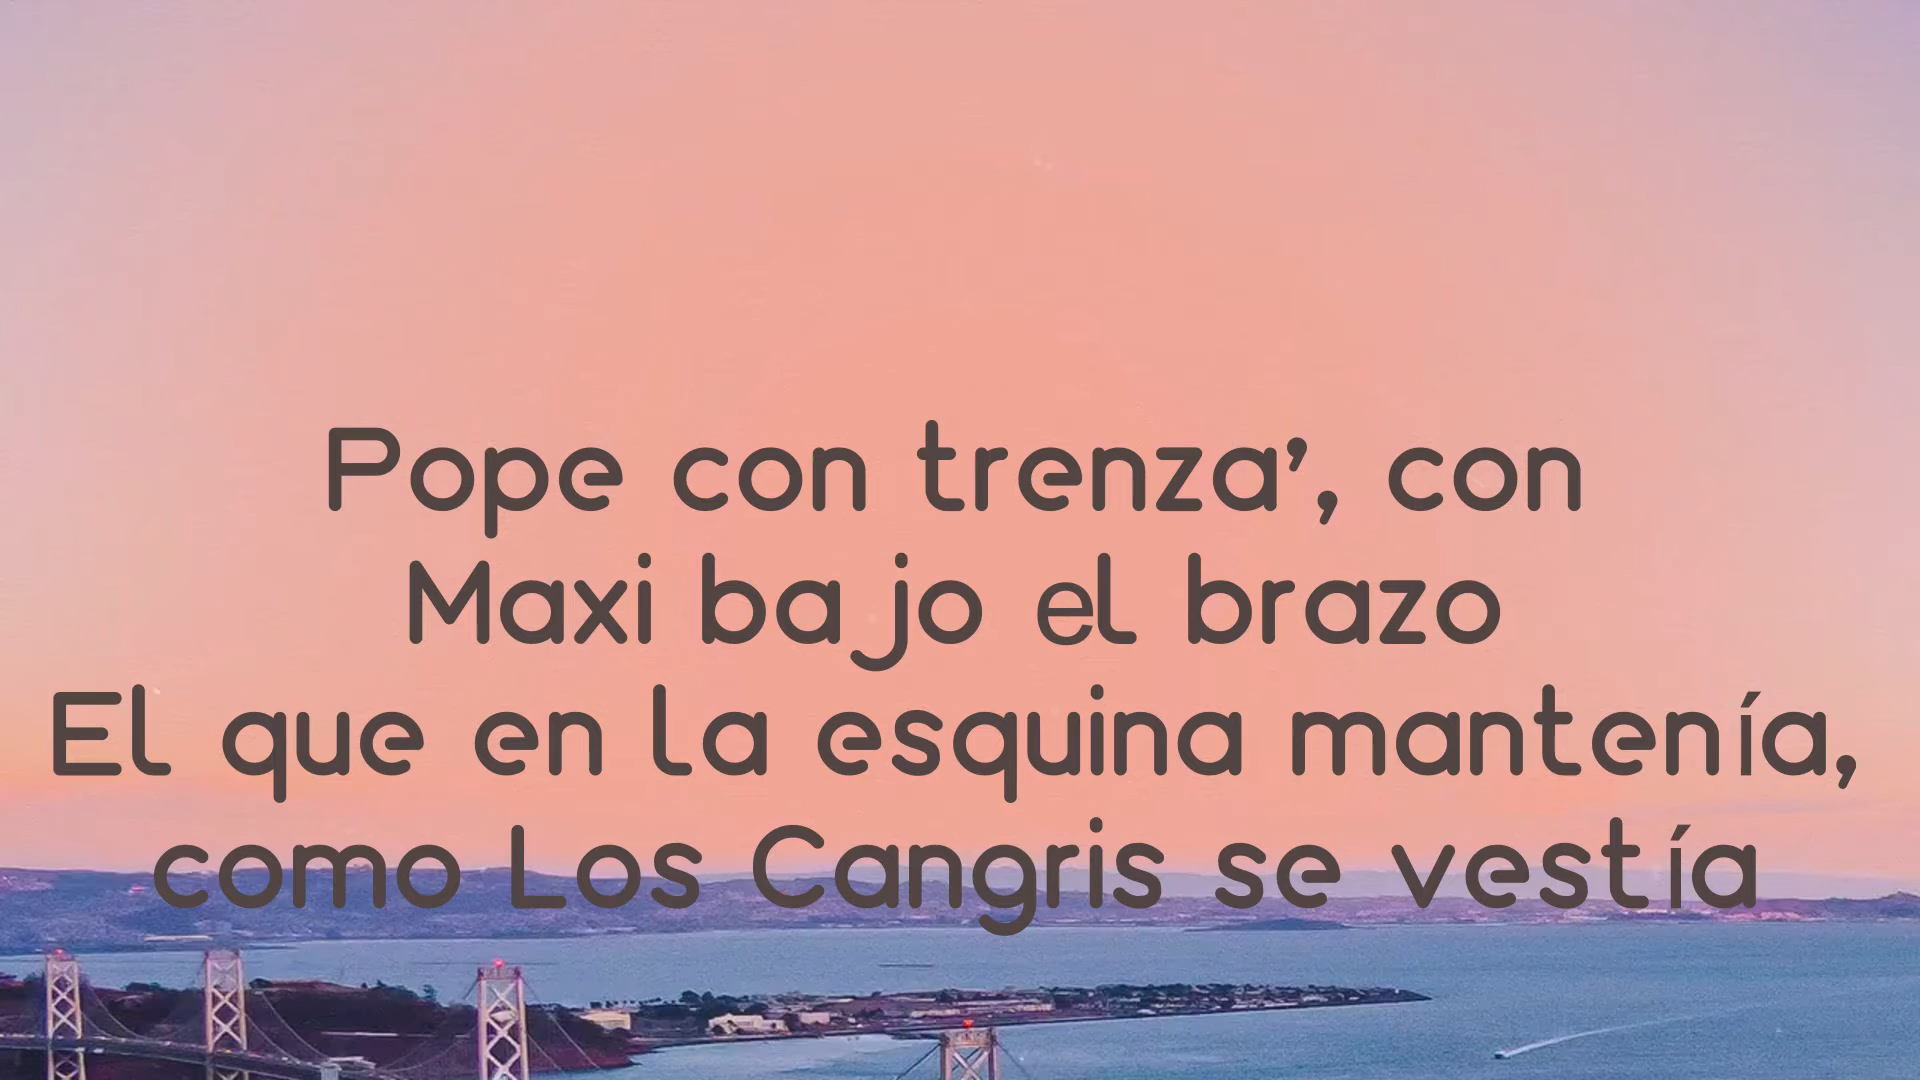 Pope con trenza’, con
Maxi bajo el brazo
El que en la esquina mantenía,
como Los Cangris se vestía